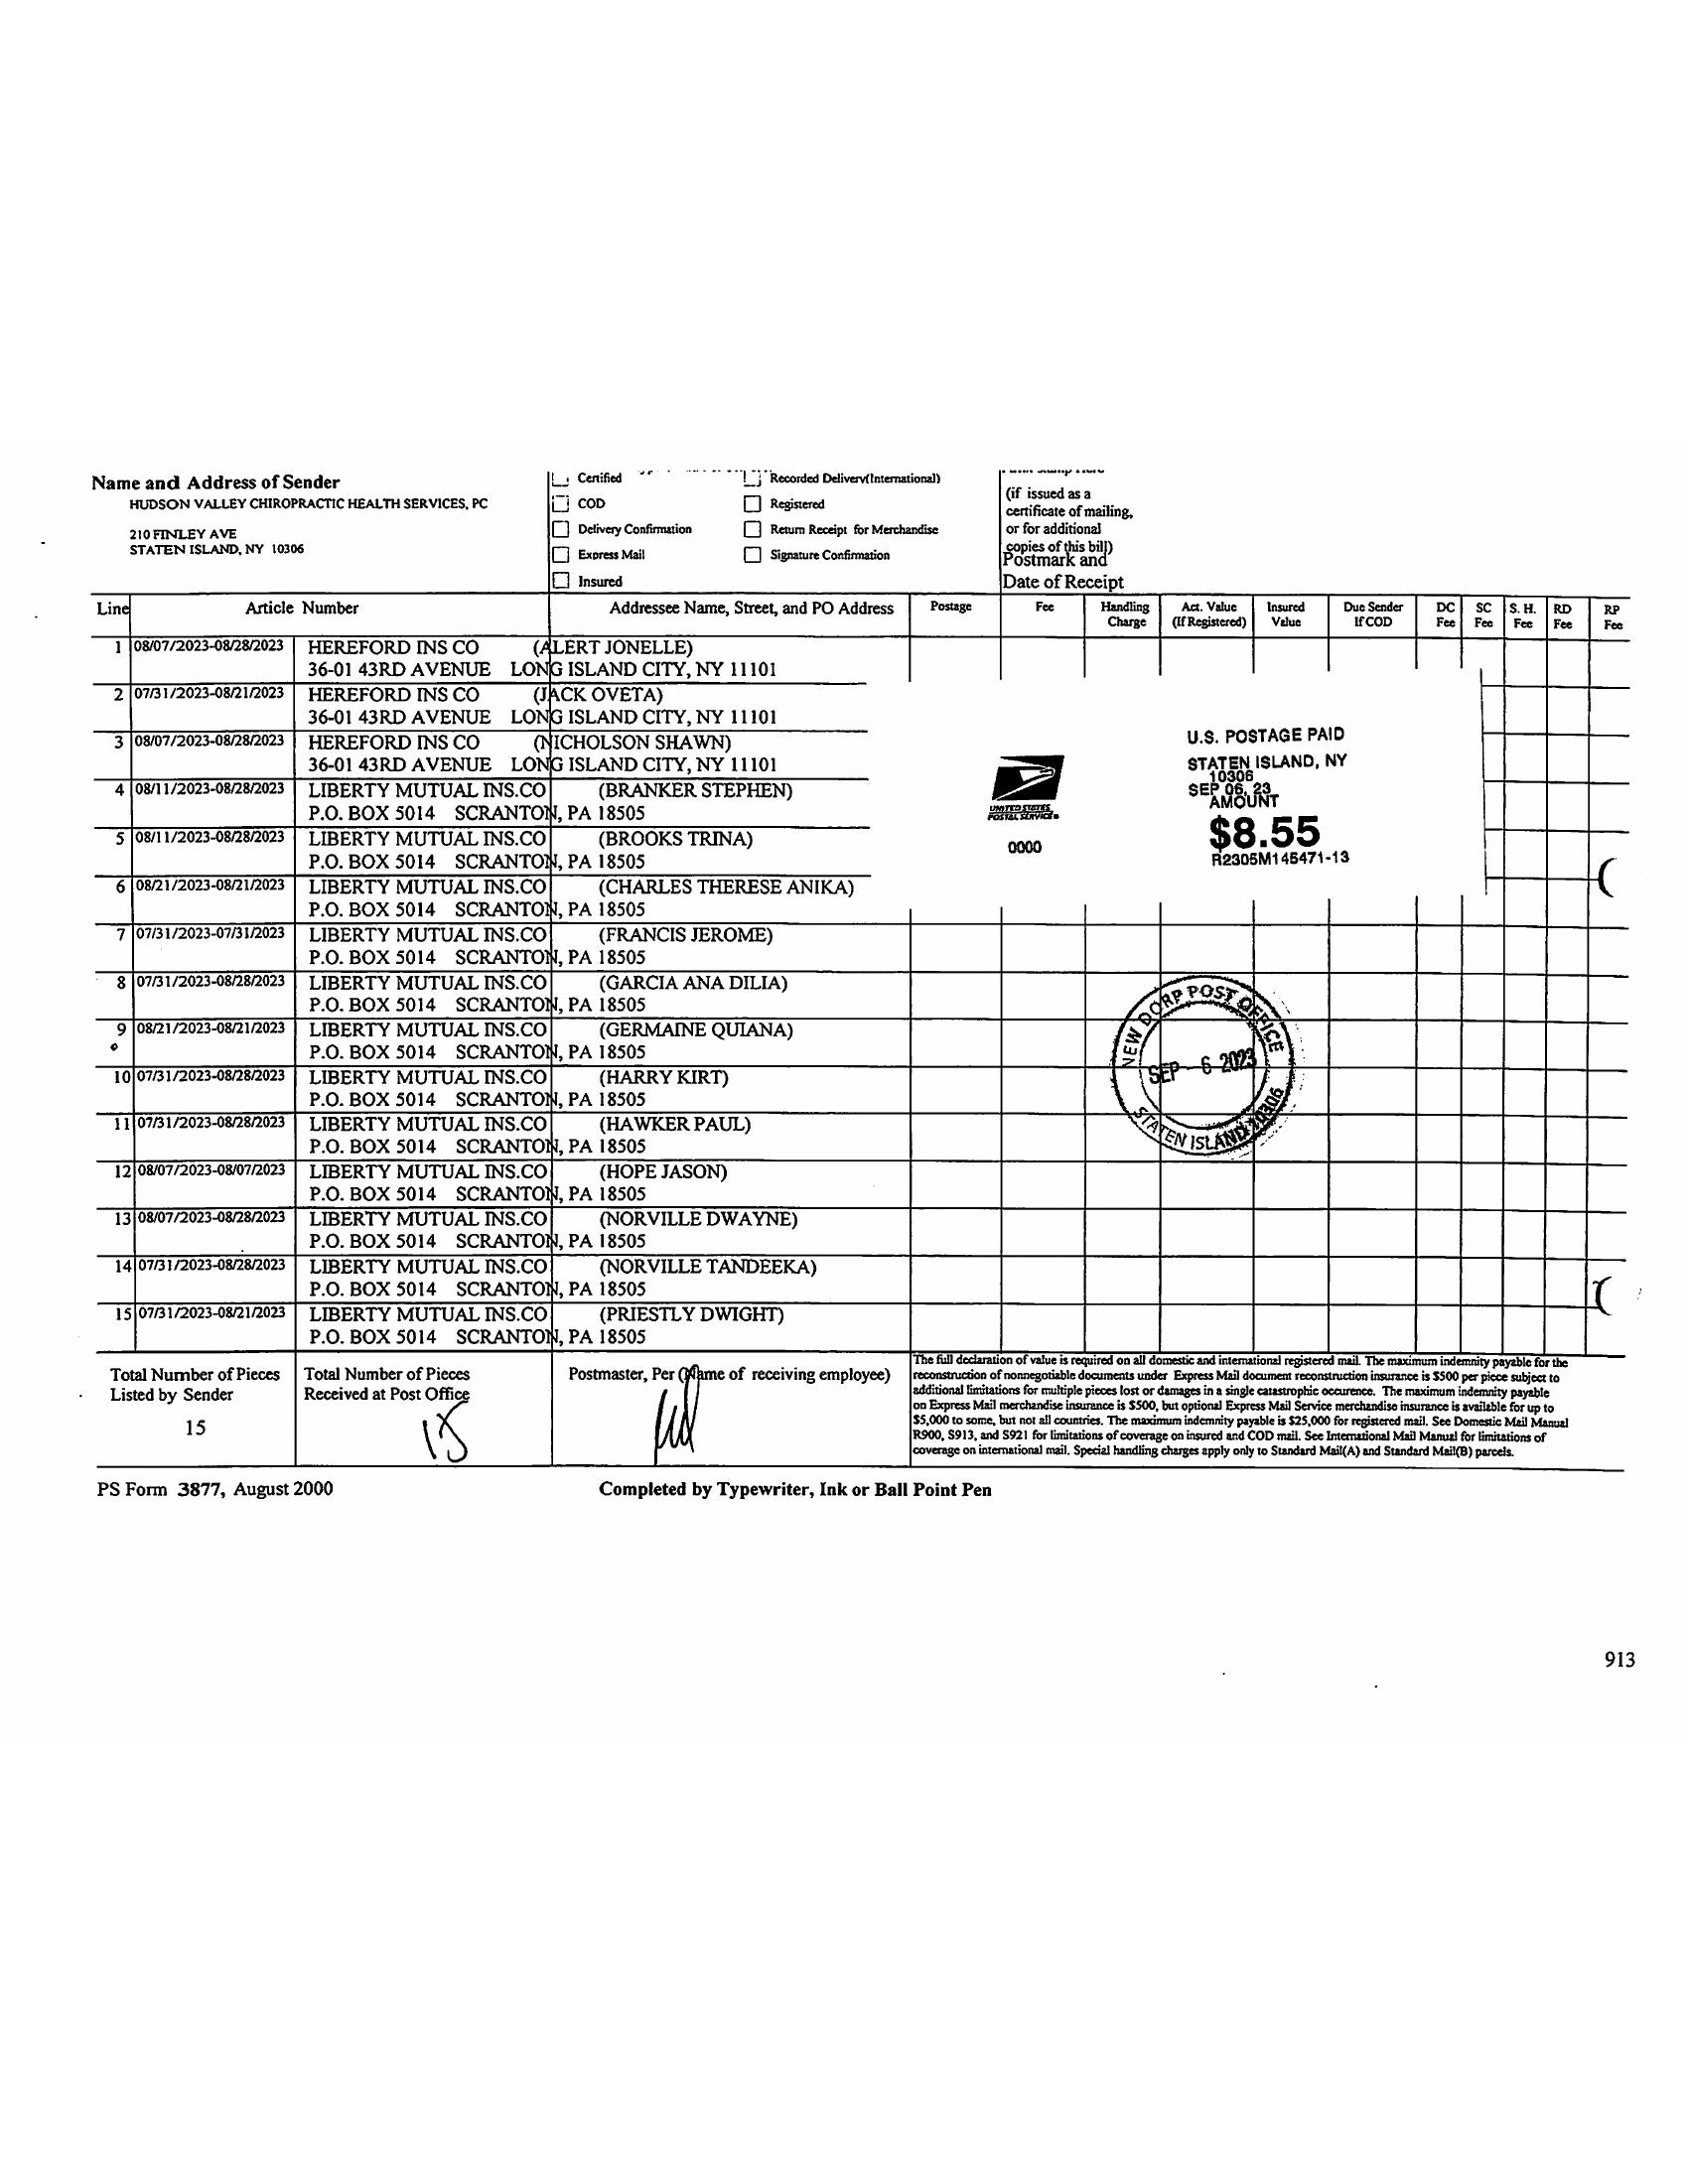 Name and Address of Sender
HUDSON VALLEY CHIROPRACTIC HEALTH SERVICES, PC
210 FINLEY AVE
STATEN ISLAND, NY 10306
Certified
COD
Delivery Confirmation
Express Mail
Insured
Recorded Delivery(International)
Registered
Return Receipt for Merchandise
Signature Confirmation
(if issued as a
certificate of mailing,
or for additional
copies of this bill)
Postmark and
Date of Receipt
Line Article Number Addressee Name, Street, and PO Address Postage Fee Handling Charge Act. Value (If Registered) Insured Value Due Sender If COD DC Fee SC Fee S. H. Fee RD Fee RP Fee
1 08/07/2023-08/28/2023 HEREFORD INS CO (ALERT JONELLE)
36-01 43RD AVENUE LONG ISLAND CITY, NY 11101
2 07/31/2023-08/21/2023 HEREFORD INS CO (JACK OVETA)
36-01 43RD AVENUE LONG ISLAND CITY, NY 11101
3 08/07/2023-08/28/2023 HEREFORD INS CO (NICHOLSON SHAWN)
36-01 43RD AVENUE LONG ISLAND CITY, NY 11101
4 08/11/2023-08/28/2023 LIBERTY MUTUAL INS.CO (BRANKER STEPHEN)
P.O. BOX 5014 SCRANTON, PA 18505
5 08/11/2023-08/28/2023 LIBERTY MUTUAL INS.CO (BROOKS TRINA)
P.O. BOX 5014 SCRANTON, PA 18505
6 08/21/2023-08/21/2023 LIBERTY MUTUAL INS.CO (CHARLES THERESE ANIKA)
P.O. BOX 5014 SCRANTON, PA 18505
7 07/31/2023-07/31/2023 LIBERTY MUTUAL INS.CO (FRANCIS JEROME)
P.O. BOX 5014 SCRANTON, PA 18505
8 07/31/2023-08/28/2023 LIBERTY MUTUAL INS.CO (GARCIA ANA DILIA)
P.O. BOX 5014 SCRANTON, PA 18505
9 08/21/2023-08/21/2023 LIBERTY MUTUAL INS.CO (GERMAINE QUIANA)
P.O. BOX 5014 SCRANTON, PA 18505
10 07/31/2023-08/28/2023 LIBERTY MUTUAL INS.CO (HARRY KIRT)
P.O. BOX 5014 SCRANTON, PA 18505
11 07/31/2023-08/28/2023 LIBERTY MUTUAL INS.CO (HAWKER PAUL)
P.O. BOX 5014 SCRANTON, PA 18505
12 08/07/2023-08/07/2023 LIBERTY MUTUAL INS.CO (HOPE JASON)
P.O. BOX 5014 SCRANTON, PA 18505
13 08/07/2023-08/28/2023 LIBERTY MUTUAL INS.CO (NORVILLE DWAYNE)
P.O. BOX 5014 SCRANTON, PA 18505
14 07/31/2023-08/28/2023 LIBERTY MUTUAL INS.CO (NORVILLE TANDEEKA)
P.O. BOX 5014 SCRANTON, PA 18505
15 07/31/2023-08/21/2023 LIBERTY MUTUAL INS.CO (PRIESTLY DWIGHT)
P.O. BOX 5014 SCRANTON, PA 18505
UNITED STATES
POSTAL SERVICE®
0000
U.S. POSTAGE PAID
STATEN ISLAND, NY
10306
SEP 06, 23
AMOUNT
$8.55
R2305M145471-13
NEW DORP POST OFFICE
SEP - 6 2023
STATEN ISLAND 10306
Total Number of Pieces
Listed by Sender
15
Total Number of Pieces
Received at Post Office
15
Postmaster, Per (Name of receiving employee)
The full declaration of value is required on all domestic and international registered mail. The maximum indemnity payable for the
reconstruction of nonnegotiable documents under Express Mail document reconstruction insurance is $500 per piece subject to
additional limitations for multiple pieces lost or damages in a single catastrophic occurence. The maximum indemnity payable
on Express Mail merchandise insurance is $500, but optional Express Mail Service merchandise insurance is available for up to
$5,000 to some, but not all countries. The maximum indemnity payable is $25,000 for registered mail. See Domestic Mail Manual
R900, S913, and S921 for limitations of coverage on insured and COD mail. See International Mail Manual for limitations of
coverage on international mail. Special handling charges apply only to Standard Mail(A) and Standard Mail(B) parcels.
PS Form 3877, August 2000
Completed by Typewriter, Ink or Ball Point Pen
913